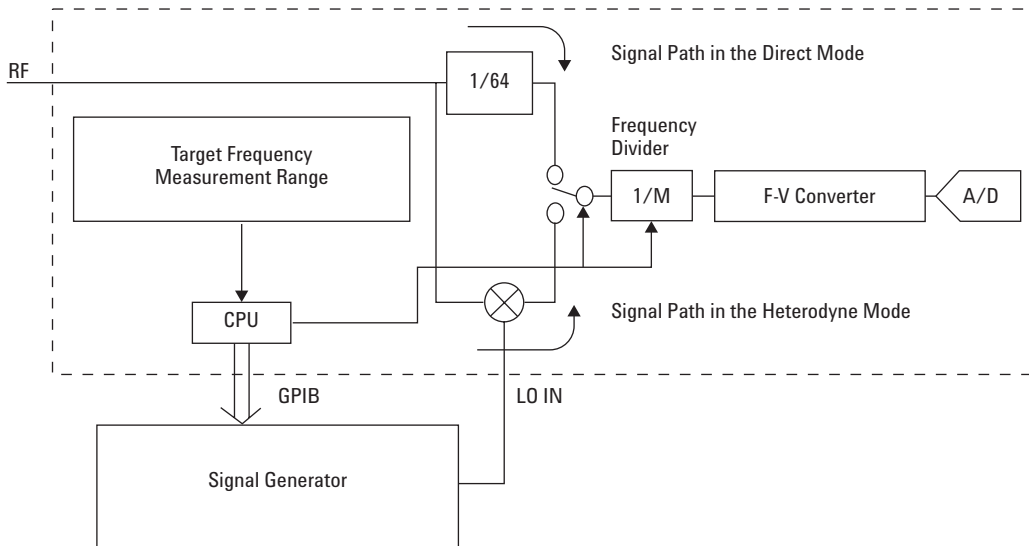 Signal Path in the Direct Mode
RF
1/64
Target Frequency
Measurement Range
Frequency
Divider
1/M
F-V Converter
A/D
CPU
Signal Path in the Heterodyne Mode
GPIB
LO IN
Signal Generator